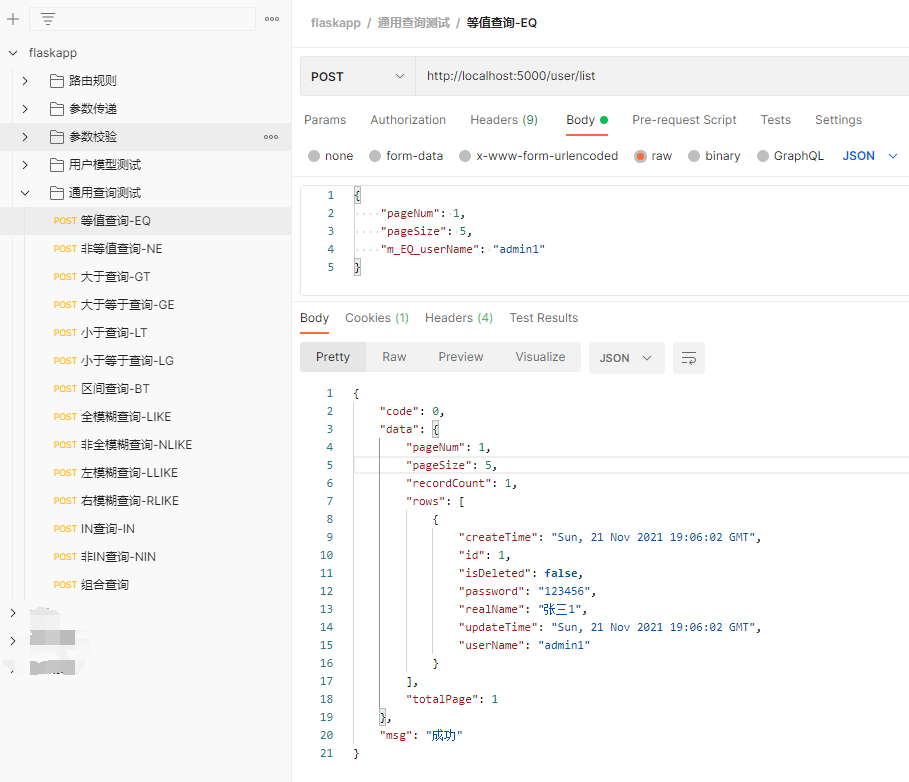 flaskapp
路由规则
参数传递
参数校验
用户模型测试
通用查询测试
POST 等值查询-EQ
POST 非等值查询-NE
POST 大于查询-GT
POST 大于等于查询-GE
POST 小于查询-LT
POST 小于等于查询-LG
POST 区间查询-BT
POST 全模糊查询-LIKE
POST 非全模糊查询-NLIKE
POST 左模糊查询-LLIKE
POST 右模糊查询-RLIKE
POST IN查询-IN
POST 非IN查询-NIN
POST 组合查询
flaskapp / 通用查询测试 / 等值查询-EQ
POST http://localhost:5000/user/list
Params Authorization Headers (9) Body Pre-request Script Tests Settings
none form-data x-www-form-urlencoded raw binary GraphQL JSON
1 {
2 "pageNum": 1,
3 "pageSize": 5,
4 "m_EQ_userName": "admin1"
5 }
Body Cookies (1) Headers (4) Test Results
Pretty Raw Preview Visualize JSON
1 {
2 "code": 0,
3 "data": {
4 "pageNum": 1,
5 "pageSize": 5,
6 "recordCount": 1,
7 "rows": [
8 {
9 "createTime": "Sun, 21 Nov 2021 19:06:02 GMT",
10 "id": 1,
11 "isDeleted": false,
12 "password": "123456",
13 "realName": "张三1",
14 "updateTime": "Sun, 21 Nov 2021 19:06:02 GMT",
15 "userName": "admin1"
16 }
17 ],
18 "totalPage": 1
19 },
20 "msg": "成功"
21 }